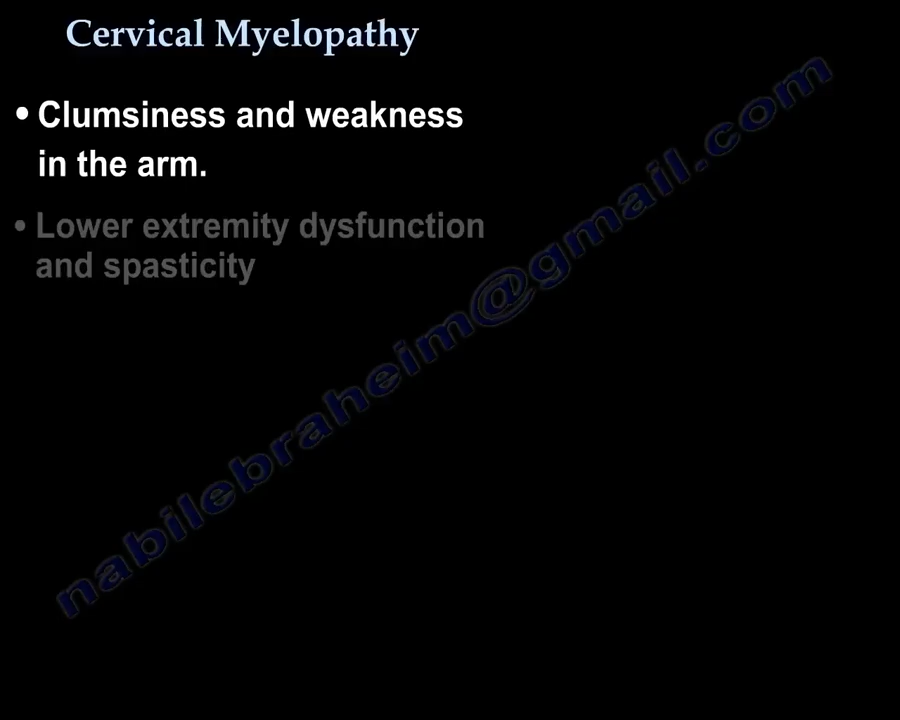 Cervical Myelopathy
• Clumsiness and weakness
in the arm.
• Lower extremity dysfunction
and spasticity
nabilebraheim@gmail.com